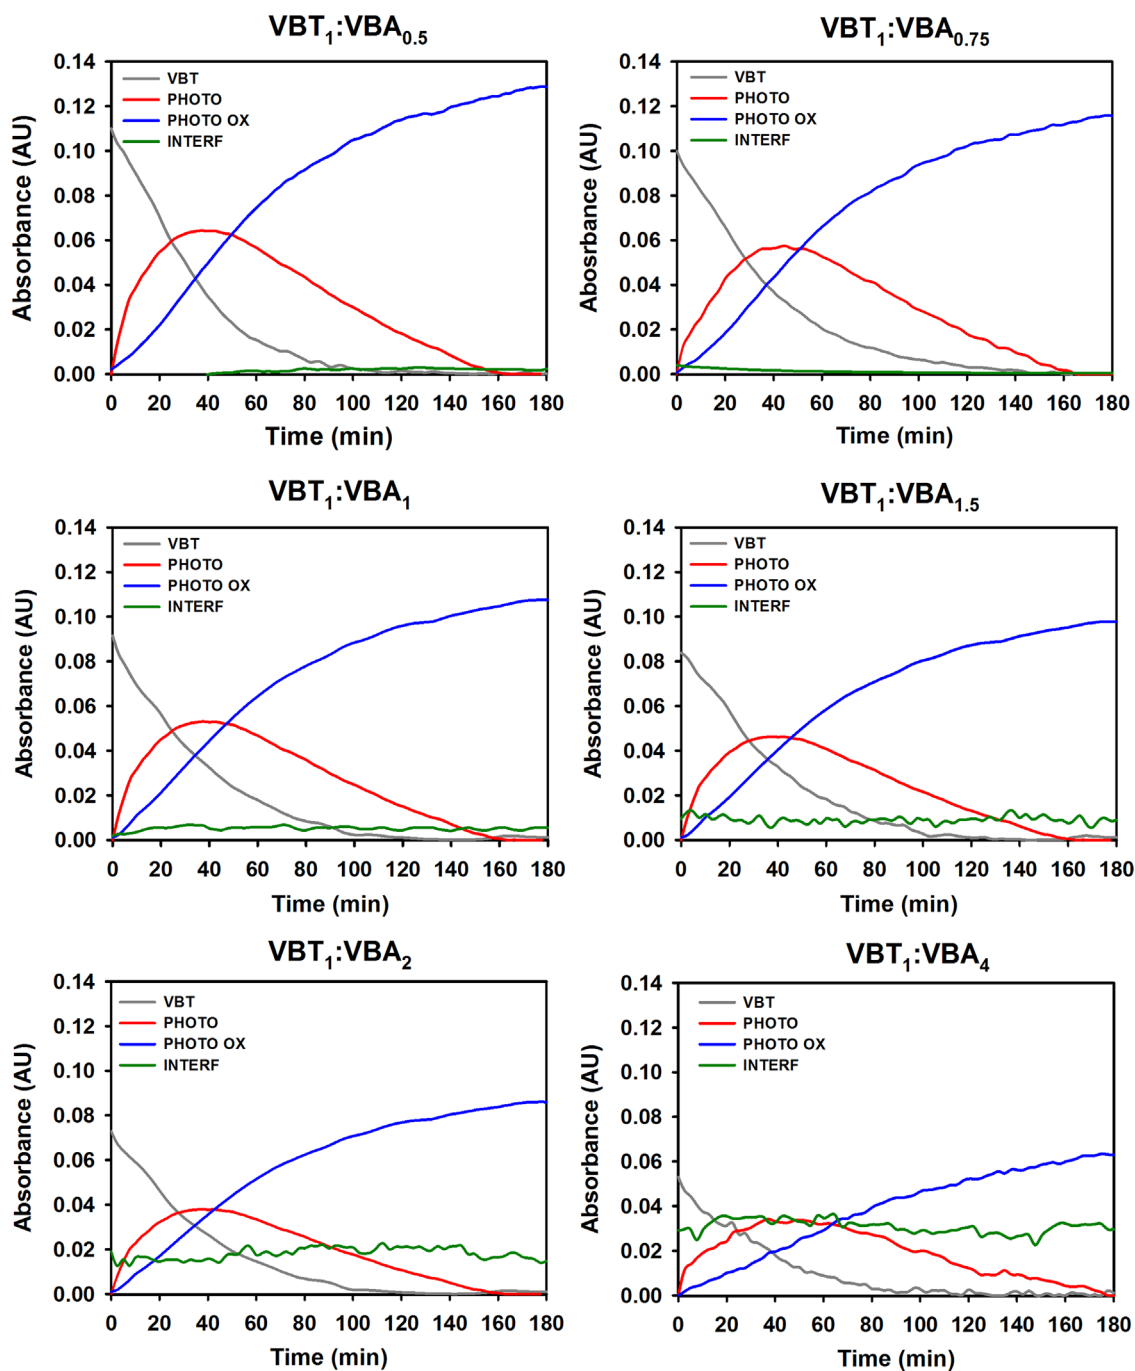 VBT1:VBA0.5
Absorbance (AU)
0.14
0.12
0.10
0.08
0.06
0.04
0.02
0.00
VBT
PHOTO
PHOTO OX
INTERF
0 20 40 60 80 100 120 140 160 180
Time (min)
VBT1:VBA0.75
Abosrbance (AU)
0.14
0.12
0.10
0.08
0.06
0.04
0.02
0.00
VBT
PHOTO
PHOTO OX
INTERF
0 20 40 60 80 100 120 140 160 180
Time (min)
VBT1:VBA1
Absorbance (AU)
0.14
0.12
0.10
0.08
0.06
0.04
0.02
0.00
VBT
PHOTO
PHOTO OX
INTERF
0 20 40 60 80 100 120 140 160 180
Time (min)
VBT1:VBA1.5
Absorbance (AU)
0.14
0.12
0.10
0.08
0.06
0.04
0.02
0.00
VBT
PHOTO
PHOTO OX
INTERF
0 20 40 60 80 100 120 140 160 180
Time (min)
VBT1:VBA2
Absorbance (AU)
0.14
0.12
0.10
0.08
0.06
0.04
0.02
0.00
VBT
PHOTO
PHOTO OX
INTERF
0 20 40 60 80 100 120 140 160 180
Time (min)
VBT1:VBA4
Absorbance (AU)
0.14
0.12
0.10
0.08
0.06
0.04
0.02
0.00
VBT
PHOTO
PHOTO OX
INTERF
0 20 40 60 80 100 120 140 160 180
Time (min)